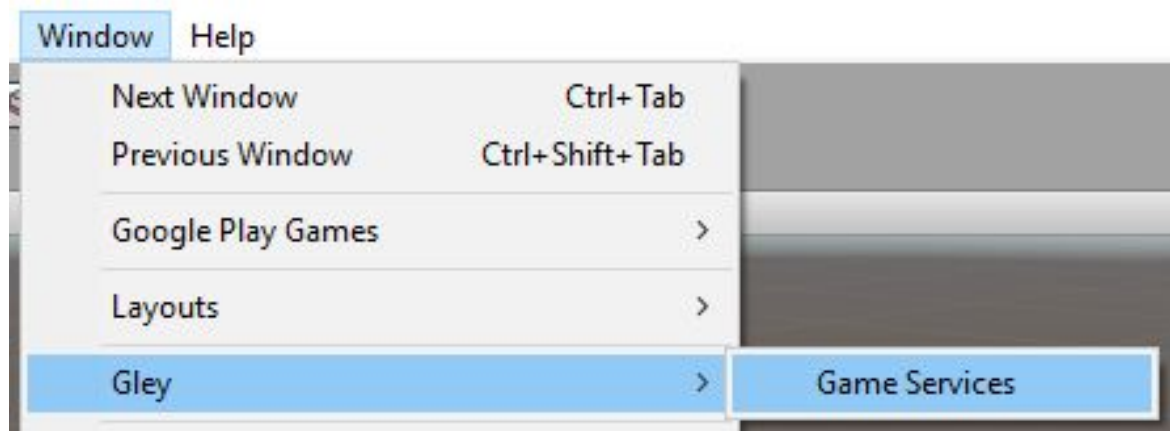 Window Help
Next Window Ctrl+Tab
Previous Window Ctrl+Shift+Tab
Google Play Games >
Layouts >
Gley > Game Services